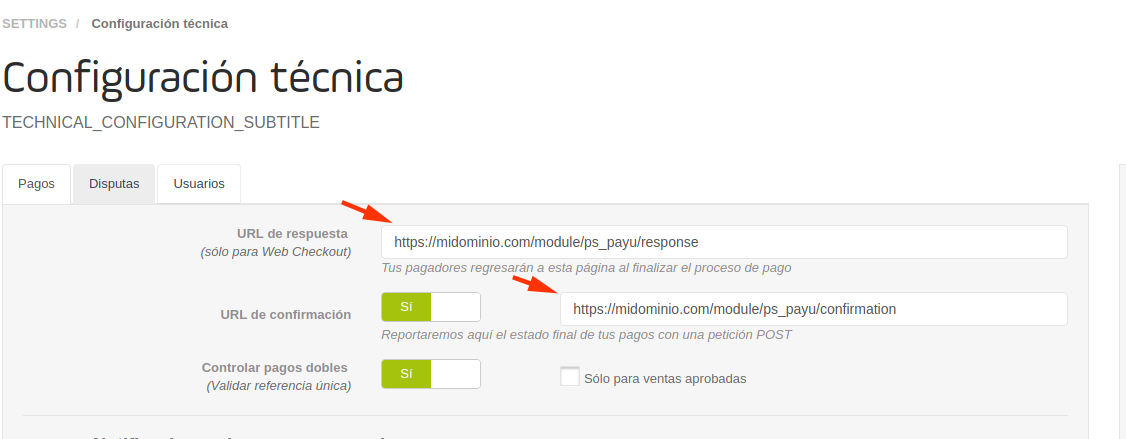 SETTINGS / Configuración técnica
Configuración técnica
TECHNICAL_CONFIGURATION_SUBTITLE
Pagos Disputas Usuarios
URL de respuesta https://midominio.com/module/ps_payu/response
(sólo para Web Checkout)
Tus pagadores regresarán a esta página al finalizar el proceso de pago
URL de confirmación Sí https://midominio.com/module/ps_payu/confirmation
Reportaremos aquí el estado final de tus pagos con una petición POST
Controlar pagos dobles Sí Sólo para ventas aprobadas
(Validar referencia única)